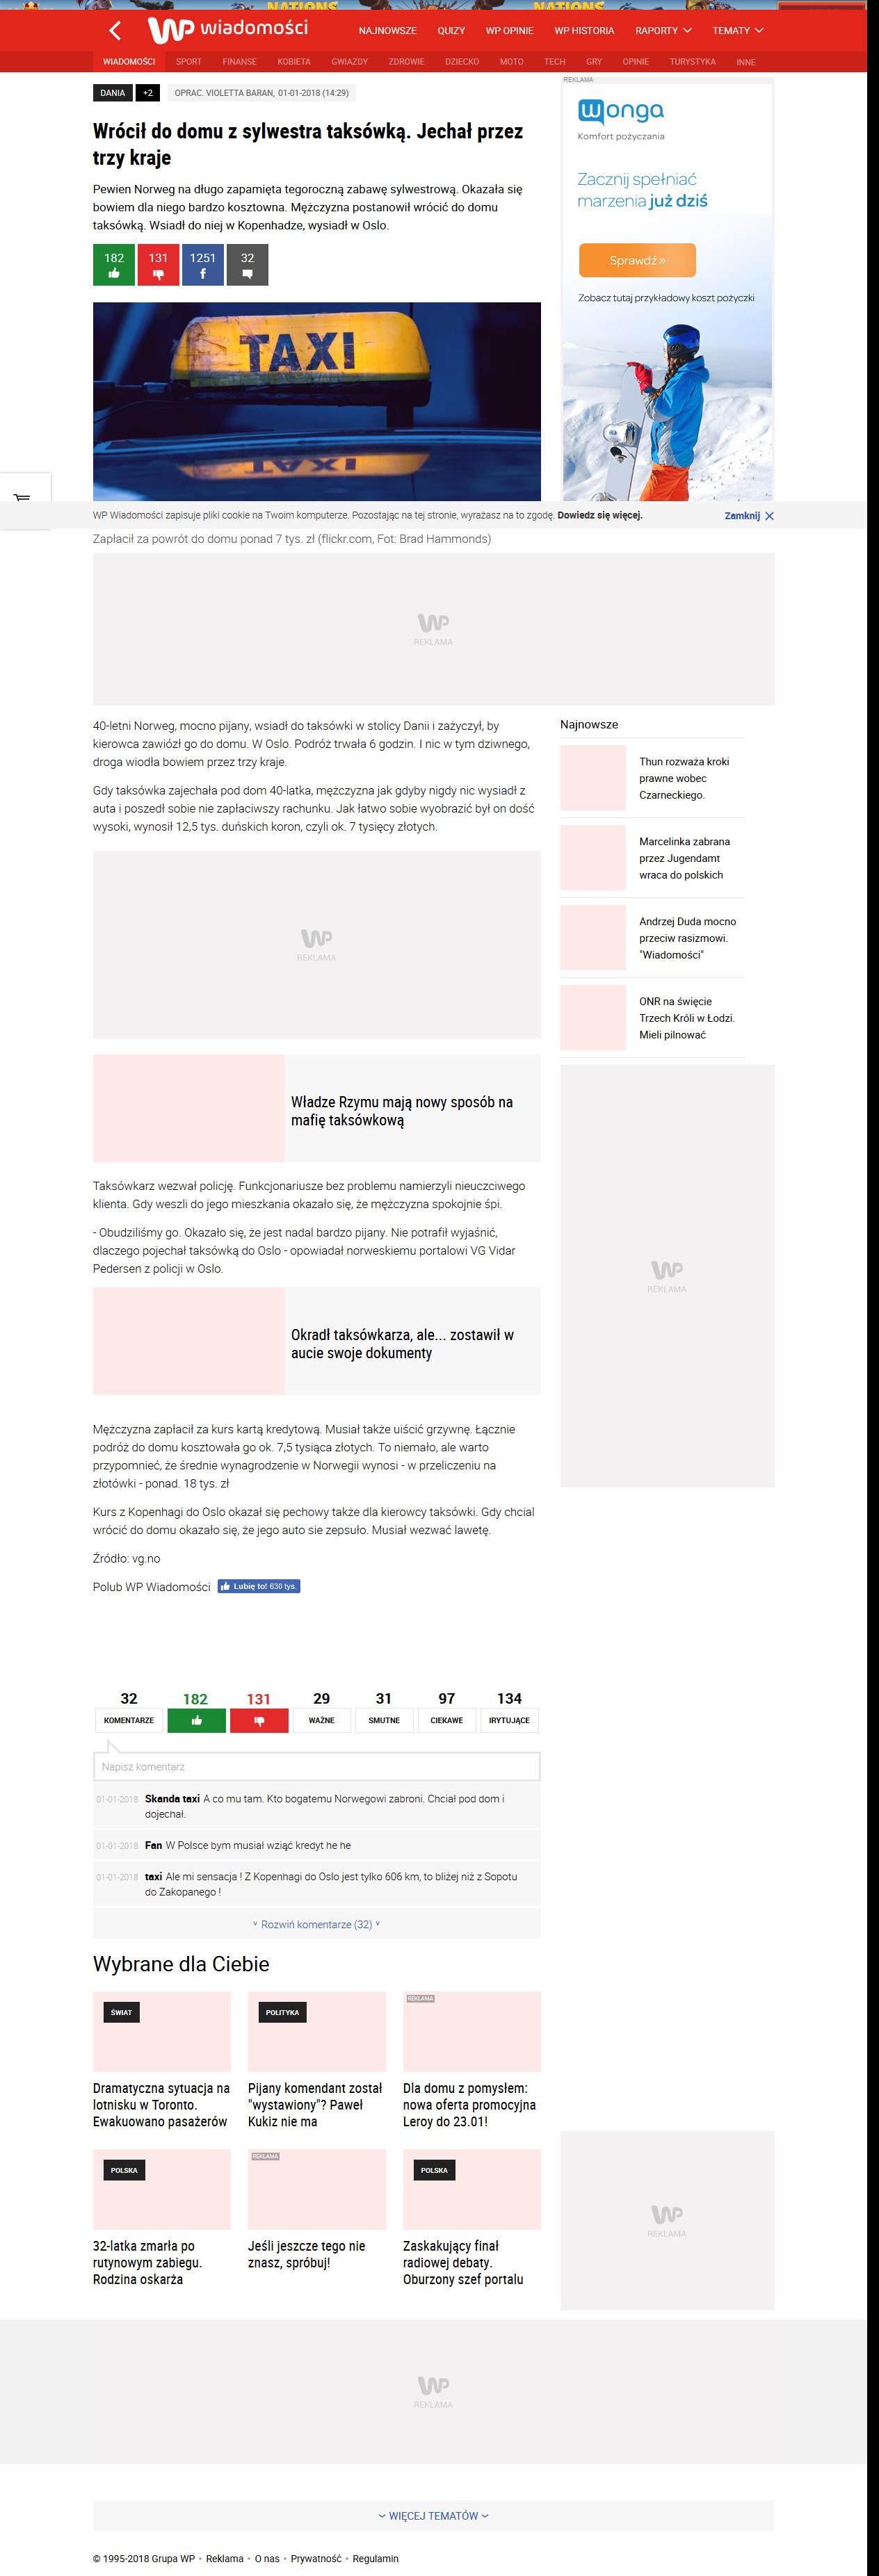 NATIONS
NATIONS
WP wiadomości
NAJNOWSZE QUIZY WP OPINIE WP HISTORIA RAPORTY TEMATY
WIADOMOŚCI SPORT FINANSE KOBIETA GWIAZDY ZDROWIE DZIECKO MOTO TECH GRY OPINIE TURYSTYKA INNE
DANIA +2 OPRAC. VIOLETTA BARAN, 01-01-2018 (14:29)
Wrócił do domu z sylwestra taksówką. Jechał przez
trzy kraje
Pewien Norweg na długo zapamięta tegoroczną zabawę sylwestrową. Okazała się
bowiem dla niego bardzo kosztowna. Mężczyzna postanowił wrócić do domu
taksówką. Wsiadł do niej w Kopenhadze, wysiadł w Oslo.
182 131 1251 32
TAXI
REKLAMA
wonga
Komfort pożyczania
Zacznij spełniać
marzenia już dziś
Sprawdź »
Zobacz tutaj przykładowy koszt pożyczki
WP Wiadomości zapisuje pliki cookie na Twoim komputerze. Pozostając na tej stronie, wyrażasz na to zgodę. Dowiedz się więcej. Zamknij
Zapłacił za powrót do domu ponad 7 tys. zł (flickr.com, Fot: Brad Hammonds)
WP
REKLAMA
40-letni Norweg, mocno pijany, wsiadł do taksówki w stolicy Danii i zażyczył, by
kierowca zawiózł go do domu. W Oslo. Podróż trwała 6 godzin. I nic w tym dziwnego,
droga wiodła bowiem przez trzy kraje.
Gdy taksówka zajechała pod dom 40-latka, mężczyzna jak gdyby nigdy nic wysiadł z
auta i poszedł sobie nie zapłaciwszy rachunku. Jak łatwo sobie wyobrazić był on dość
wysoki, wynosił 12,5 tys. duńskich koron, czyli ok. 7 tysięcy złotych.
WP
REKLAMA
Władze Rzymu mają nowy sposób na
mafię taksówkową
Taksówkarz wezwał policję. Funkcjonariusze bez problemu namierzyli nieuczciwego
klienta. Gdy weszli do jego mieszkania okazało się, że mężczyzna spokojnie śpi.
- Obudziliśmy go. Okazało się, że jest nadal bardzo pijany. Nie potrafił wyjaśnić,
dlaczego pojechał taksówką do Oslo - opowiadał norweskiemu portalowi VG Vidar
Pedersen z policji w Oslo.
Okradł taksówkarza, ale... zostawił w
aucie swoje dokumenty
Mężczyzna zapłacił za kurs kartą kredytową. Musiał także uiścić grzywnę. Łącznie
podróż do domu kosztowała go ok. 7,5 tysiąca złotych. To niemało, ale warto
przypomnieć, że średnie wynagrodzenie w Norwegii wynosi - w przeliczeniu na
złotówki - ponad. 18 tys. zł
Kurs z Kopenhagi do Oslo okazał się pechowy także dla kierowcy taksówki. Gdy chciał
wrócić do domu okazało się, że jego auto sie zepsuło. Musiał wezwać lawetę.
Źródło: vg.no
Polub WP Wiadomości Lubię to! 630 tys.
Najnowsze
Thun rozważa kroki
prawne wobec
Czarneckiego.
Marcelinka zabrana
przez Jugendamt
wraca do polskich
Andrzej Duda mocno
przeciw rasizmowi.
"Wiadomości"
ONR na święcie
Trzech Króli w Łodzi.
Mieli pilnować
WP
REKLAMA
32 182 131 29 31 97 134
KOMENTARZE WAŻNE SMUTNE CIEKAWE IRYTUJĄCE
Napisz komentarz
01-01-2018 Skanda taxi A co mu tam. Kto bogatemu Norwegowi zabroni. Chciał pod dom i
dojechał.
01-01-2018 Fan W Polsce bym musiał wziąć kredyt he he
01-01-2018 taxi Ale mi sensacja ! Z Kopenhagi do Oslo jest tylko 606 km, to bliżej niż z Sopotu
do Zakopanego !
Rozwiń komentarze (32)
Wybrane dla Ciebie
ŚWIAT
Dramatyczna sytuacja na
lotnisku w Toronto.
Ewakuowano pasażerów
POLITYKA
Pijany komendant został
"wystawiony"? Paweł
Kukiz nie ma
REKLAMA
Dla domu z pomysłem:
nowa oferta promocyjna
Leroy do 23.01!
POLSKA
32-latka zmarła po
rutynowym zabiegu.
Rodzina oskarża
REKLAMA
Jeśli jeszcze tego nie
znasz, spróbuj!
POLSKA
Zaskakujący finał
radiowej debaty.
Oburzony szef portalu
WP
REKLAMA
WP
REKLAMA
WIĘCEJ TEMATÓW
© 1995-2018 Grupa WP • Reklama • O nas • Prywatność • Regulamin